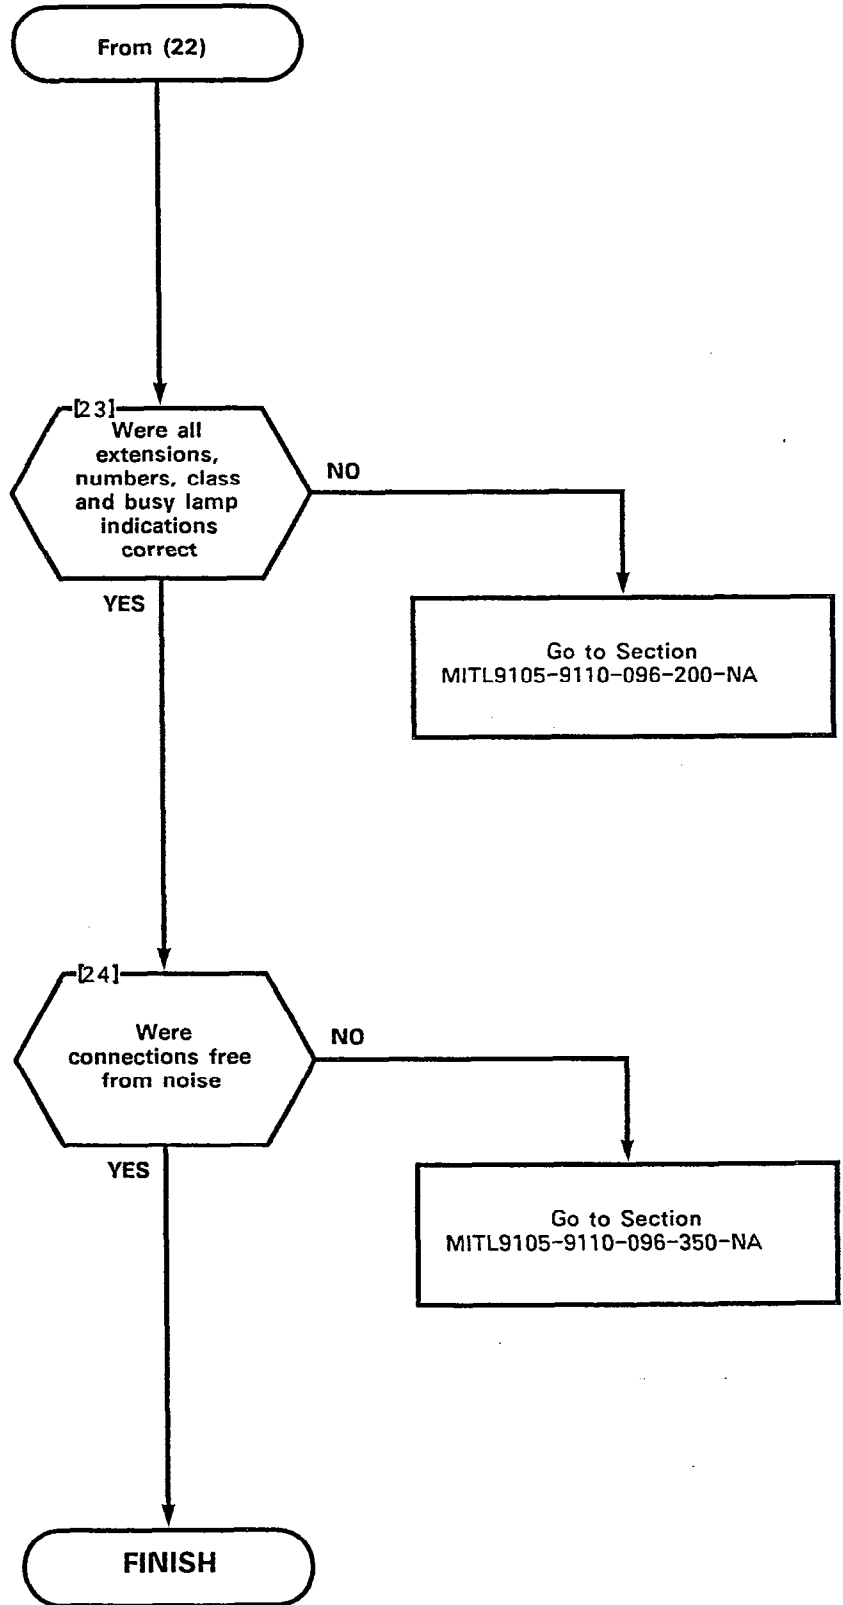 From (22)
[23]
Were all
extensions,
numbers, class
and busy lamp
indications
correct
NO
YES
Go to Section
MITL9105-9110-096-200-NA
[24]
Were
connections free
from noise
NO
YES
Go to Section
MITL9105-9110-096-350-NA
FINISH